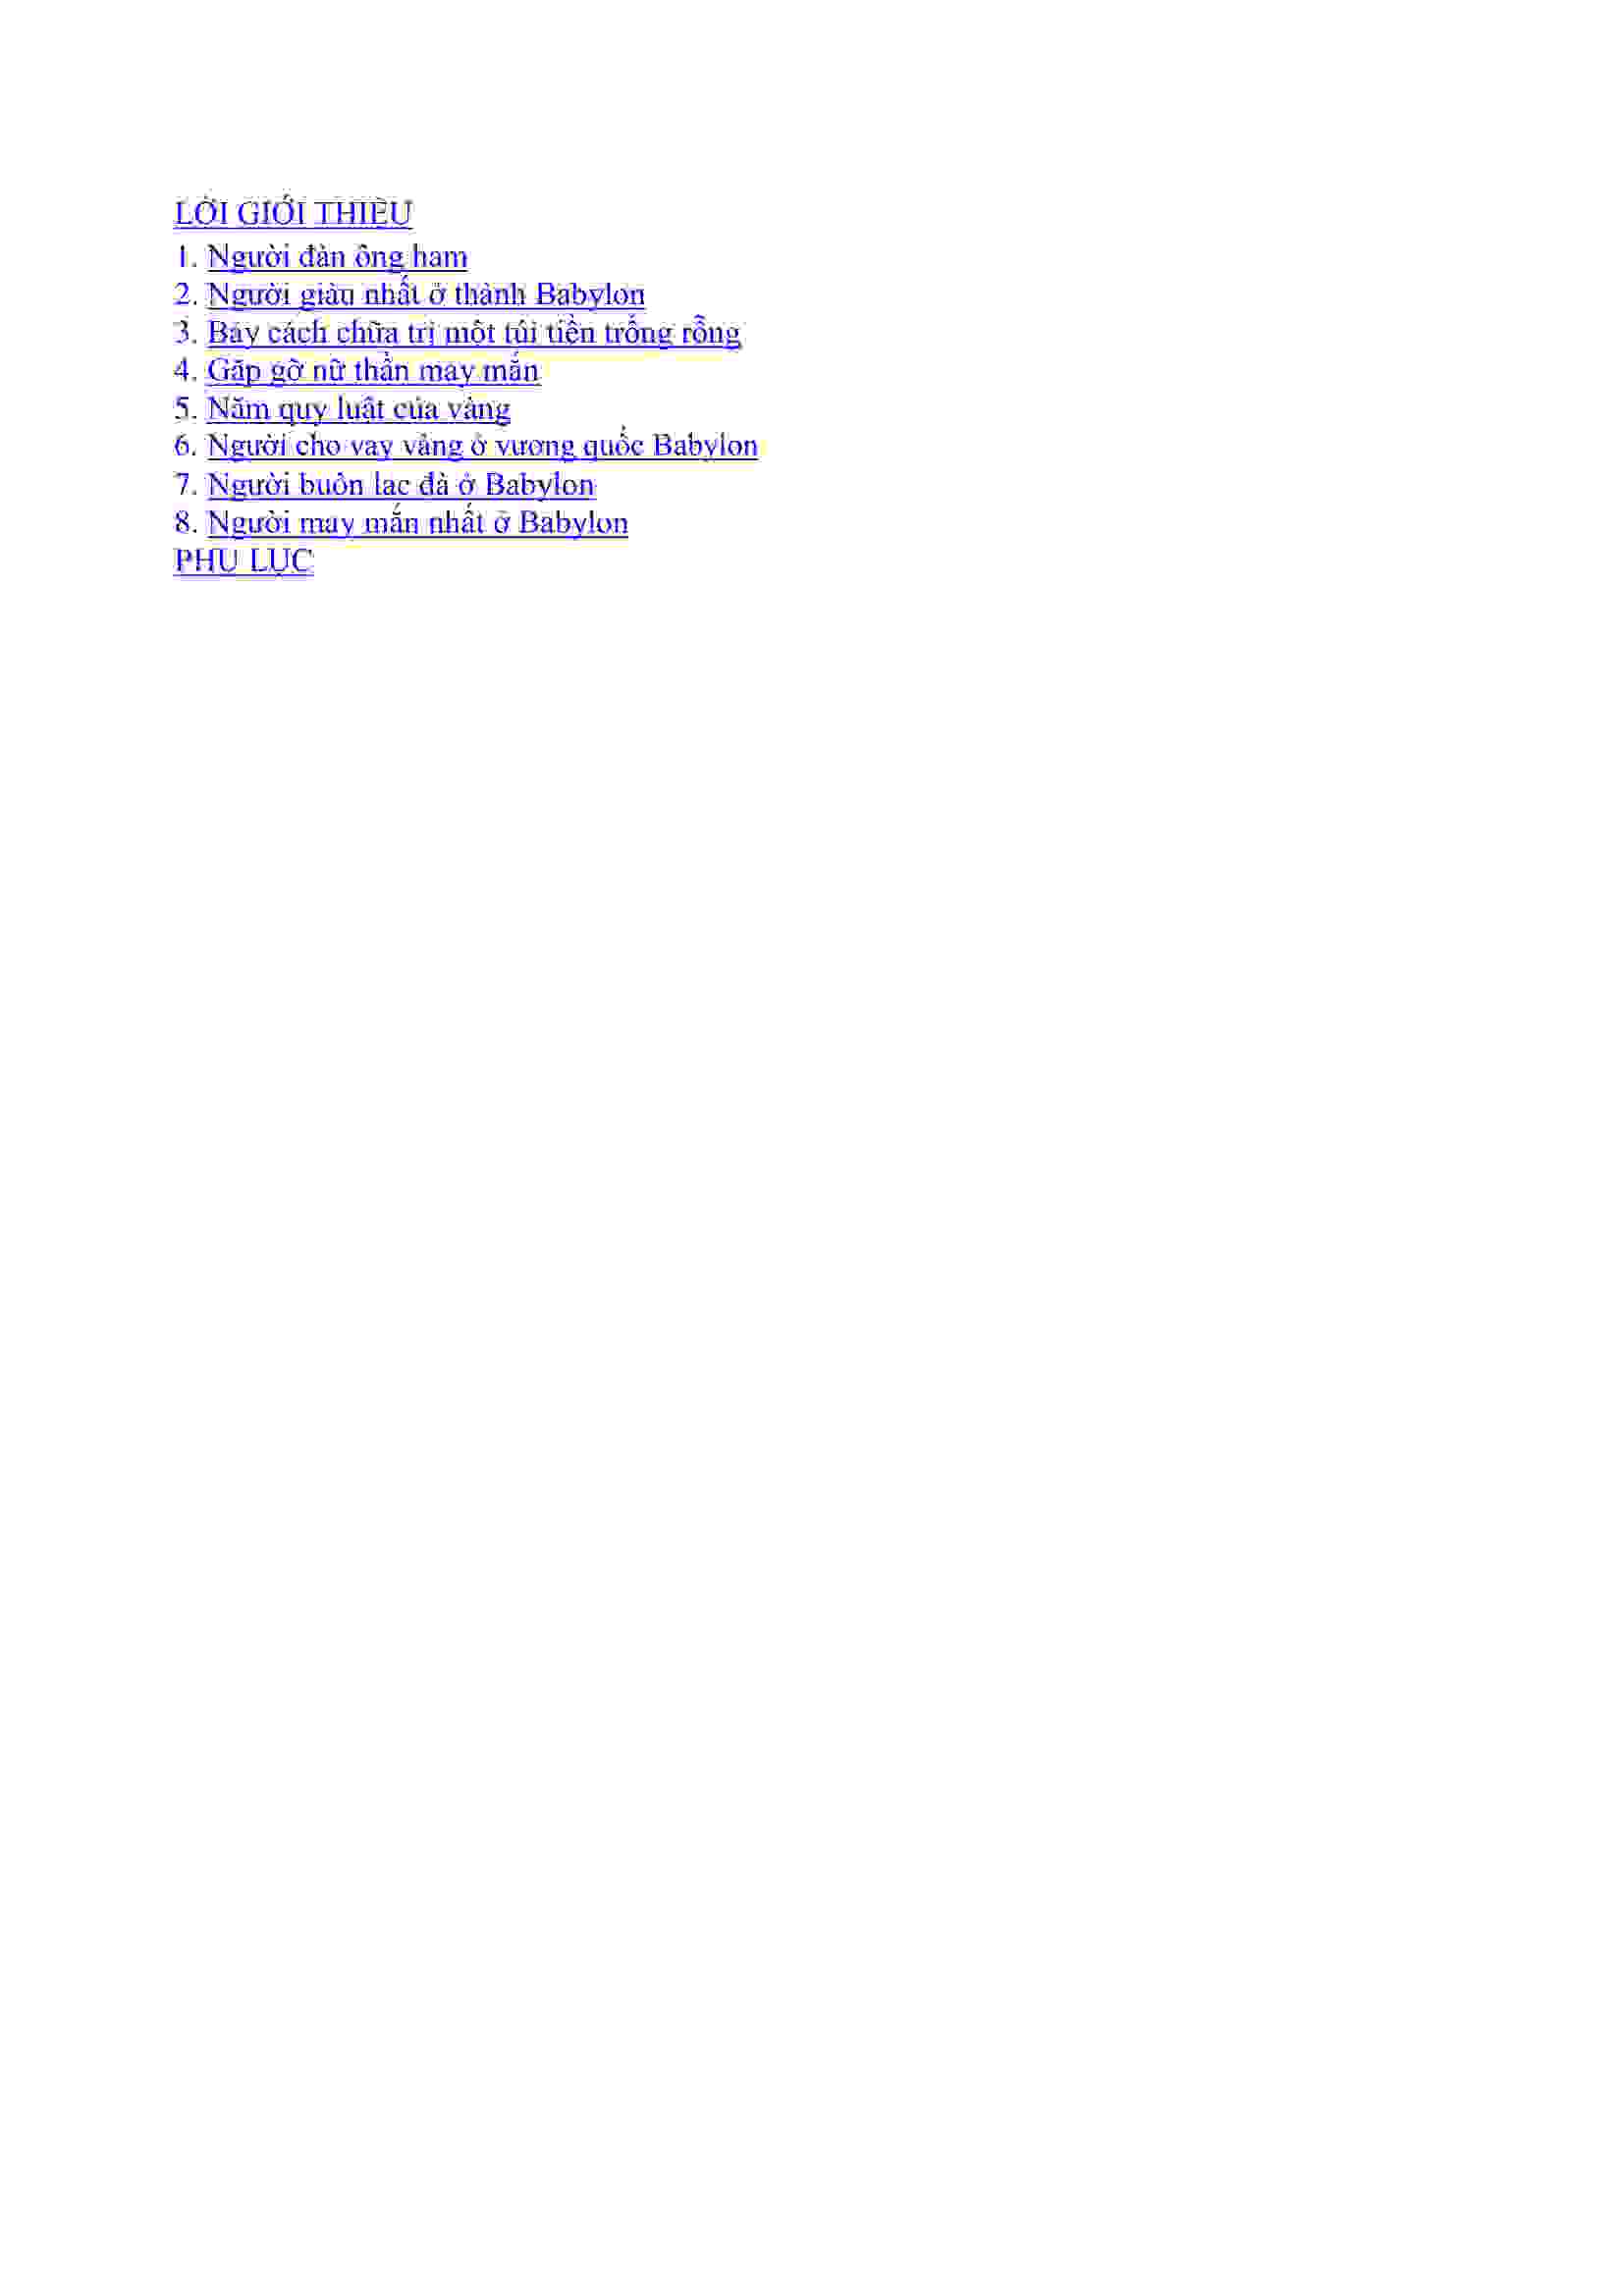 LỜI GIỚI THIỆU
1. Người đàn ông ham
2. Người giàu nhất ở thành Babylon
3. Bảy cách chữa trị một túi tiền trống rỗng
4. Gặp gỡ nữ thần may mắn
5. Năm quy luật của vàng
6. Người cho vay vàng ở vương quốc Babylon
7. Người buôn lạc đà ở Babylon
8. Người may mắn nhất ở Babylon
PHỤ LỤC